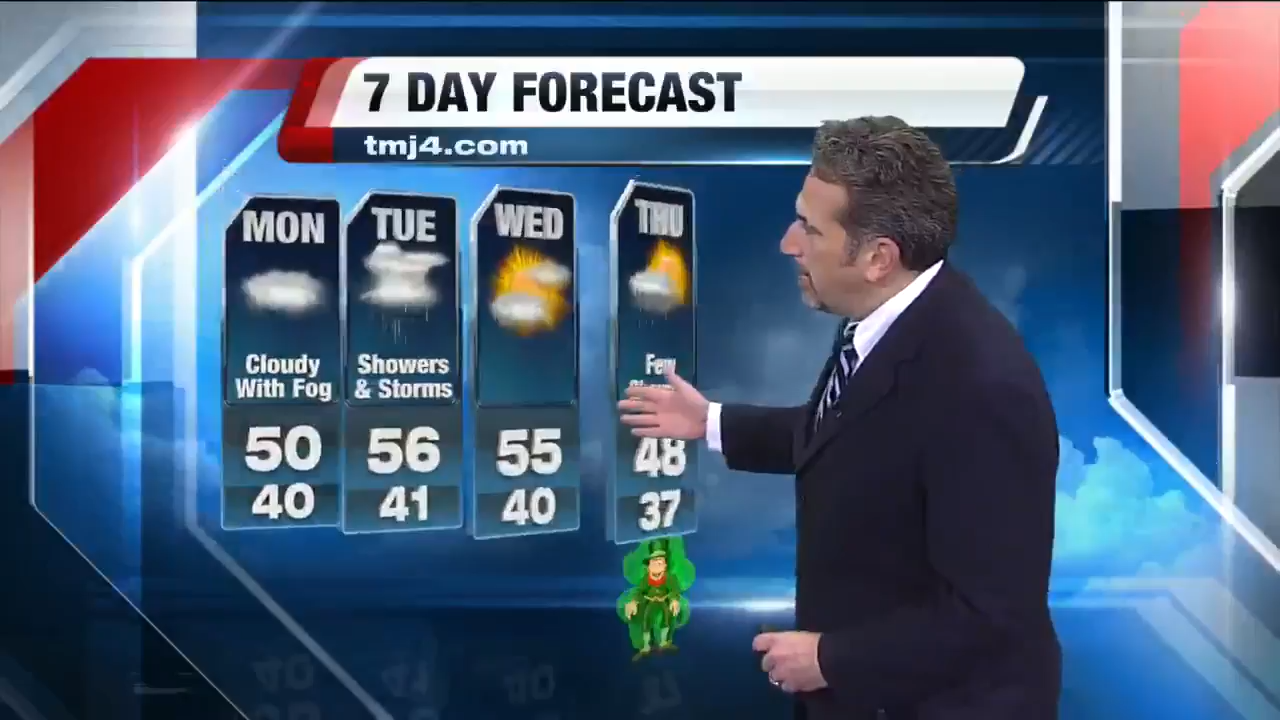 7 DAY FORECAST
tmj4.com
MON
Cloudy
With Fog
50
40
TUE
Showers
& Storms
56
41
WED
55
40
THU
Few
48
37